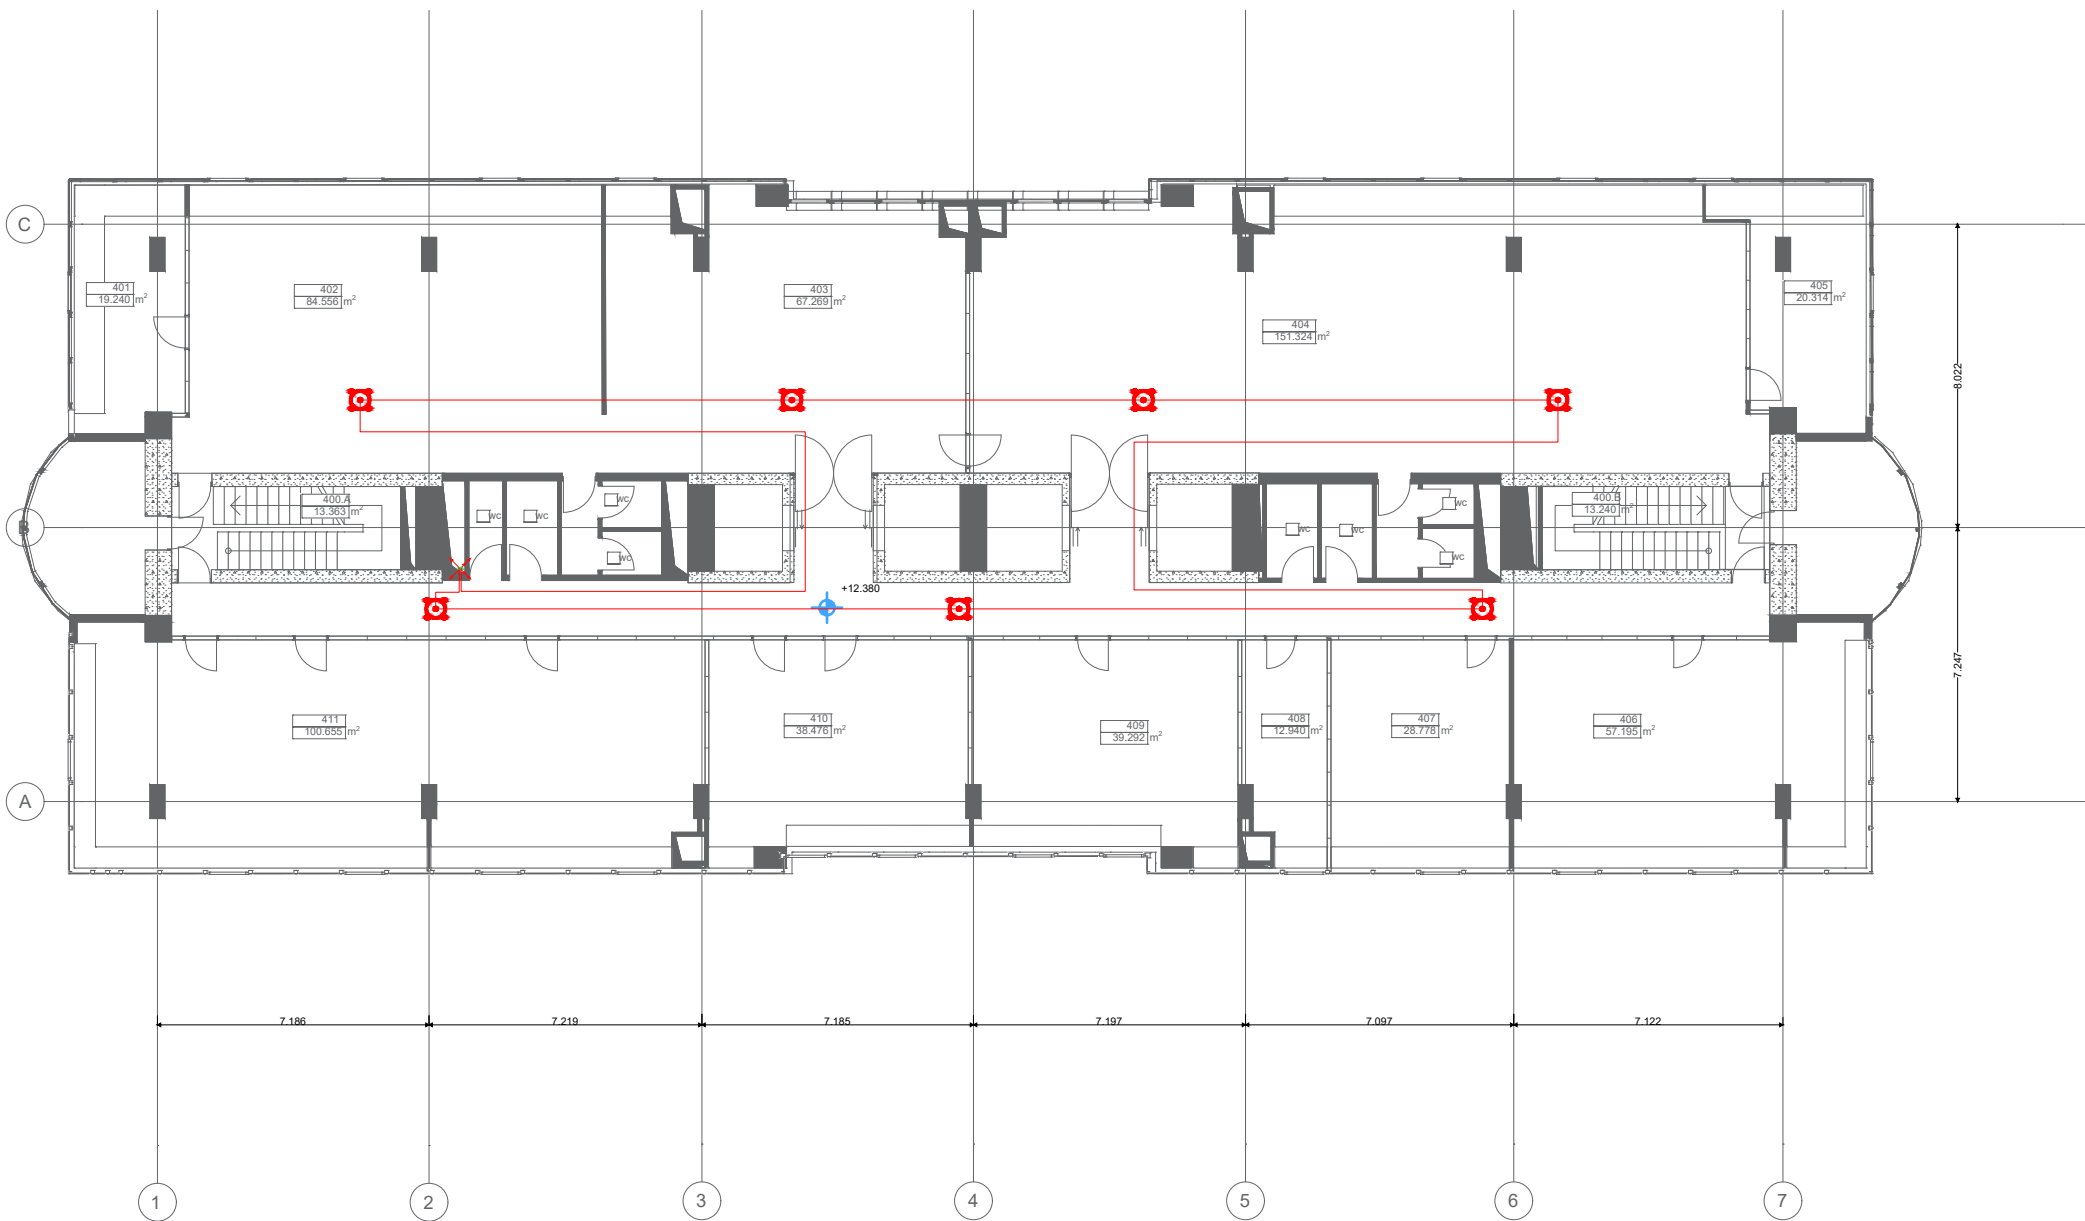 C
401
19.240 m²
402
84.556 m²
403
67.269 m²
404
151.324 m²
405
20.314 m²
8.022
400.A
13.363 m²
WC
WC
WC
WC
WC
WC
WC
WC
400.B
13.240 m²
B
+12.380
7.247
411
100.655 m²
410
38.476 m²
409
39.292 m²
408
12.940 m²
407
28.778 m²
406
57.195 m²
A
7.186
7.219
7.185
7.197
7.097
7.122
1
2
3
4
5
6
7